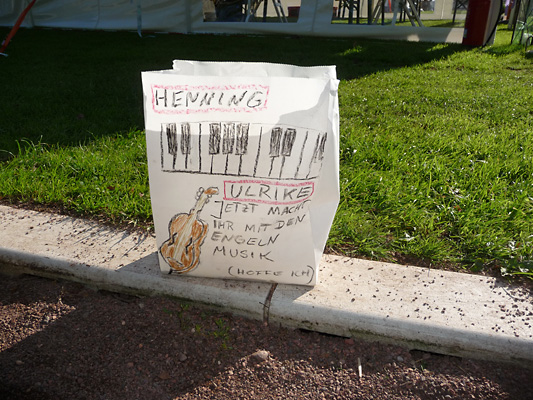 HENNING
ULRIKE
JETZT MACHT
IHR MIT DEN
ENGELN
MUSIK
(HOFFE ICH)